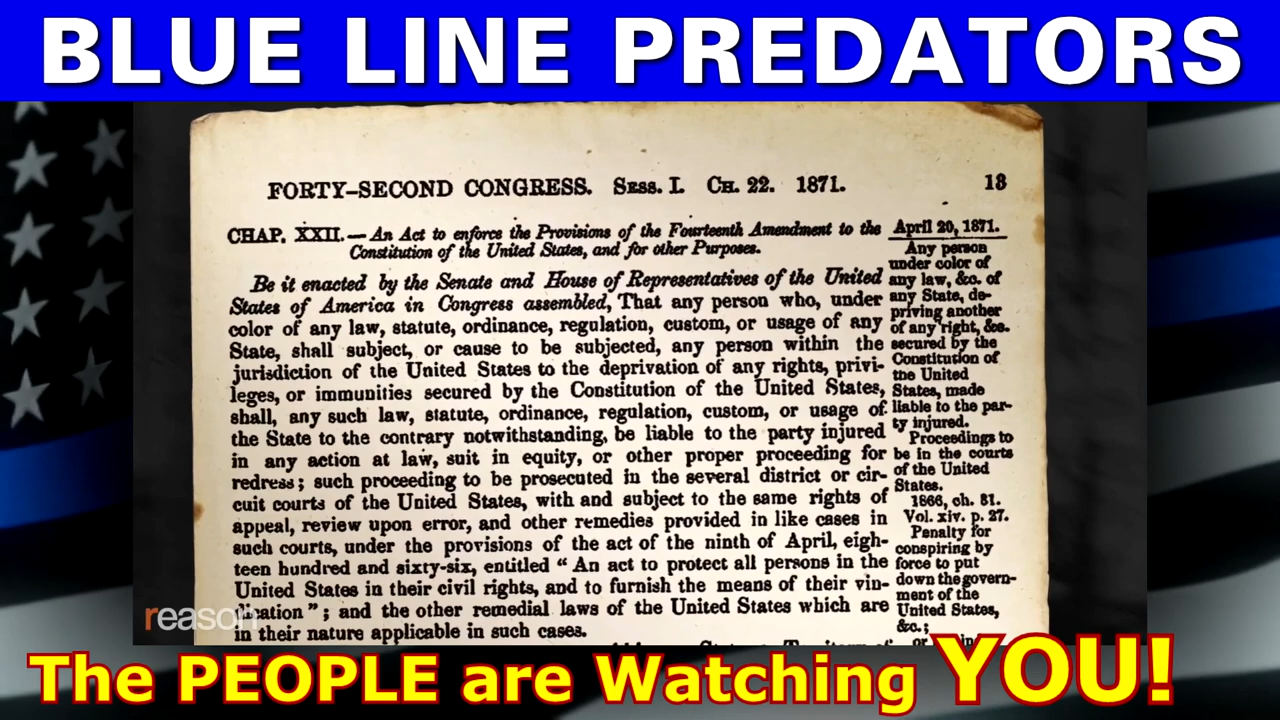 BLUE LINE PREDATORS
FORTY-SECOND CONGRESS. SESS. I. CH. 22. 1871.
13
CHAP. XXII.—An Act to enforce the Provisions of the Fourteenth Amendment to the
Constitution of the United States, and for other Purposes.
Be it enacted by the Senate and House of Representatives of the United
States of America in Congress assembled, That any person who, under
color of any law, statute, ordinance, regulation, custom, or usage of any
State, shall subject, or cause to be subjected, any person within the
jurisdiction of the United States to the deprivation of any rights, privi-
leges, or immunities secured by the Constitution of the United States,
shall, any such law, statute, ordinance, regulation, custom, or usage of
the State to the contrary notwithstanding, be liable to the party injured
in any action at law, suit in equity, or other proper proceeding for
redress; such proceeding to be prosecuted in the several district or cir-
cuit courts of the United States, with and subject to the same rights of
appeal, review upon error, and other remedies provided in like cases in
such courts, under the provisions of the act of the ninth of April, eigh-
teen hundred and sixty-six, entitled “ An act to protect all persons in the
United States in their civil rights, and to furnish the means of their vin-
dication ”; and the other remedial laws of the United States which are
in their nature applicable in such cases.
April 20, 1871.
Any person
under color of
any law, &c. of
any State, de-
priving another
of any right, &c.
secured by the
Constitution of
the United
States, made
liable to the par-
ty injured.
Proceedings to
be in the courts
of the United
States.
1866, ch. 31.
Vol. xiv. p. 27.
Penalty for
conspiring by
force to put
down the govern-
ment of the
United States,
&c.;
or
reason
The PEOPLE are Watching YOU!